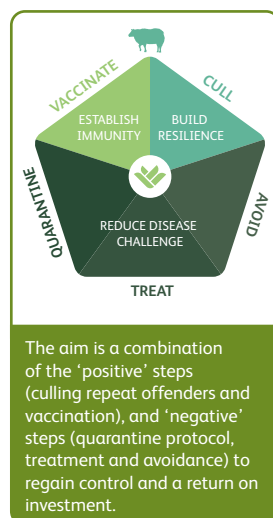 VACCINATE
CULL
ESTABLISH
IMMUNITY
BUILD
RESILIENCE
QUARANTINE
AVOID
REDUCE DISEASE
CHALLENGE
TREAT
The aim is a combination
of the ‘positive’ steps
(culling repeat offenders and
vaccination), and ‘negative’
steps (quarantine protocol,
treatment and avoidance) to
regain control and a return on
investment.